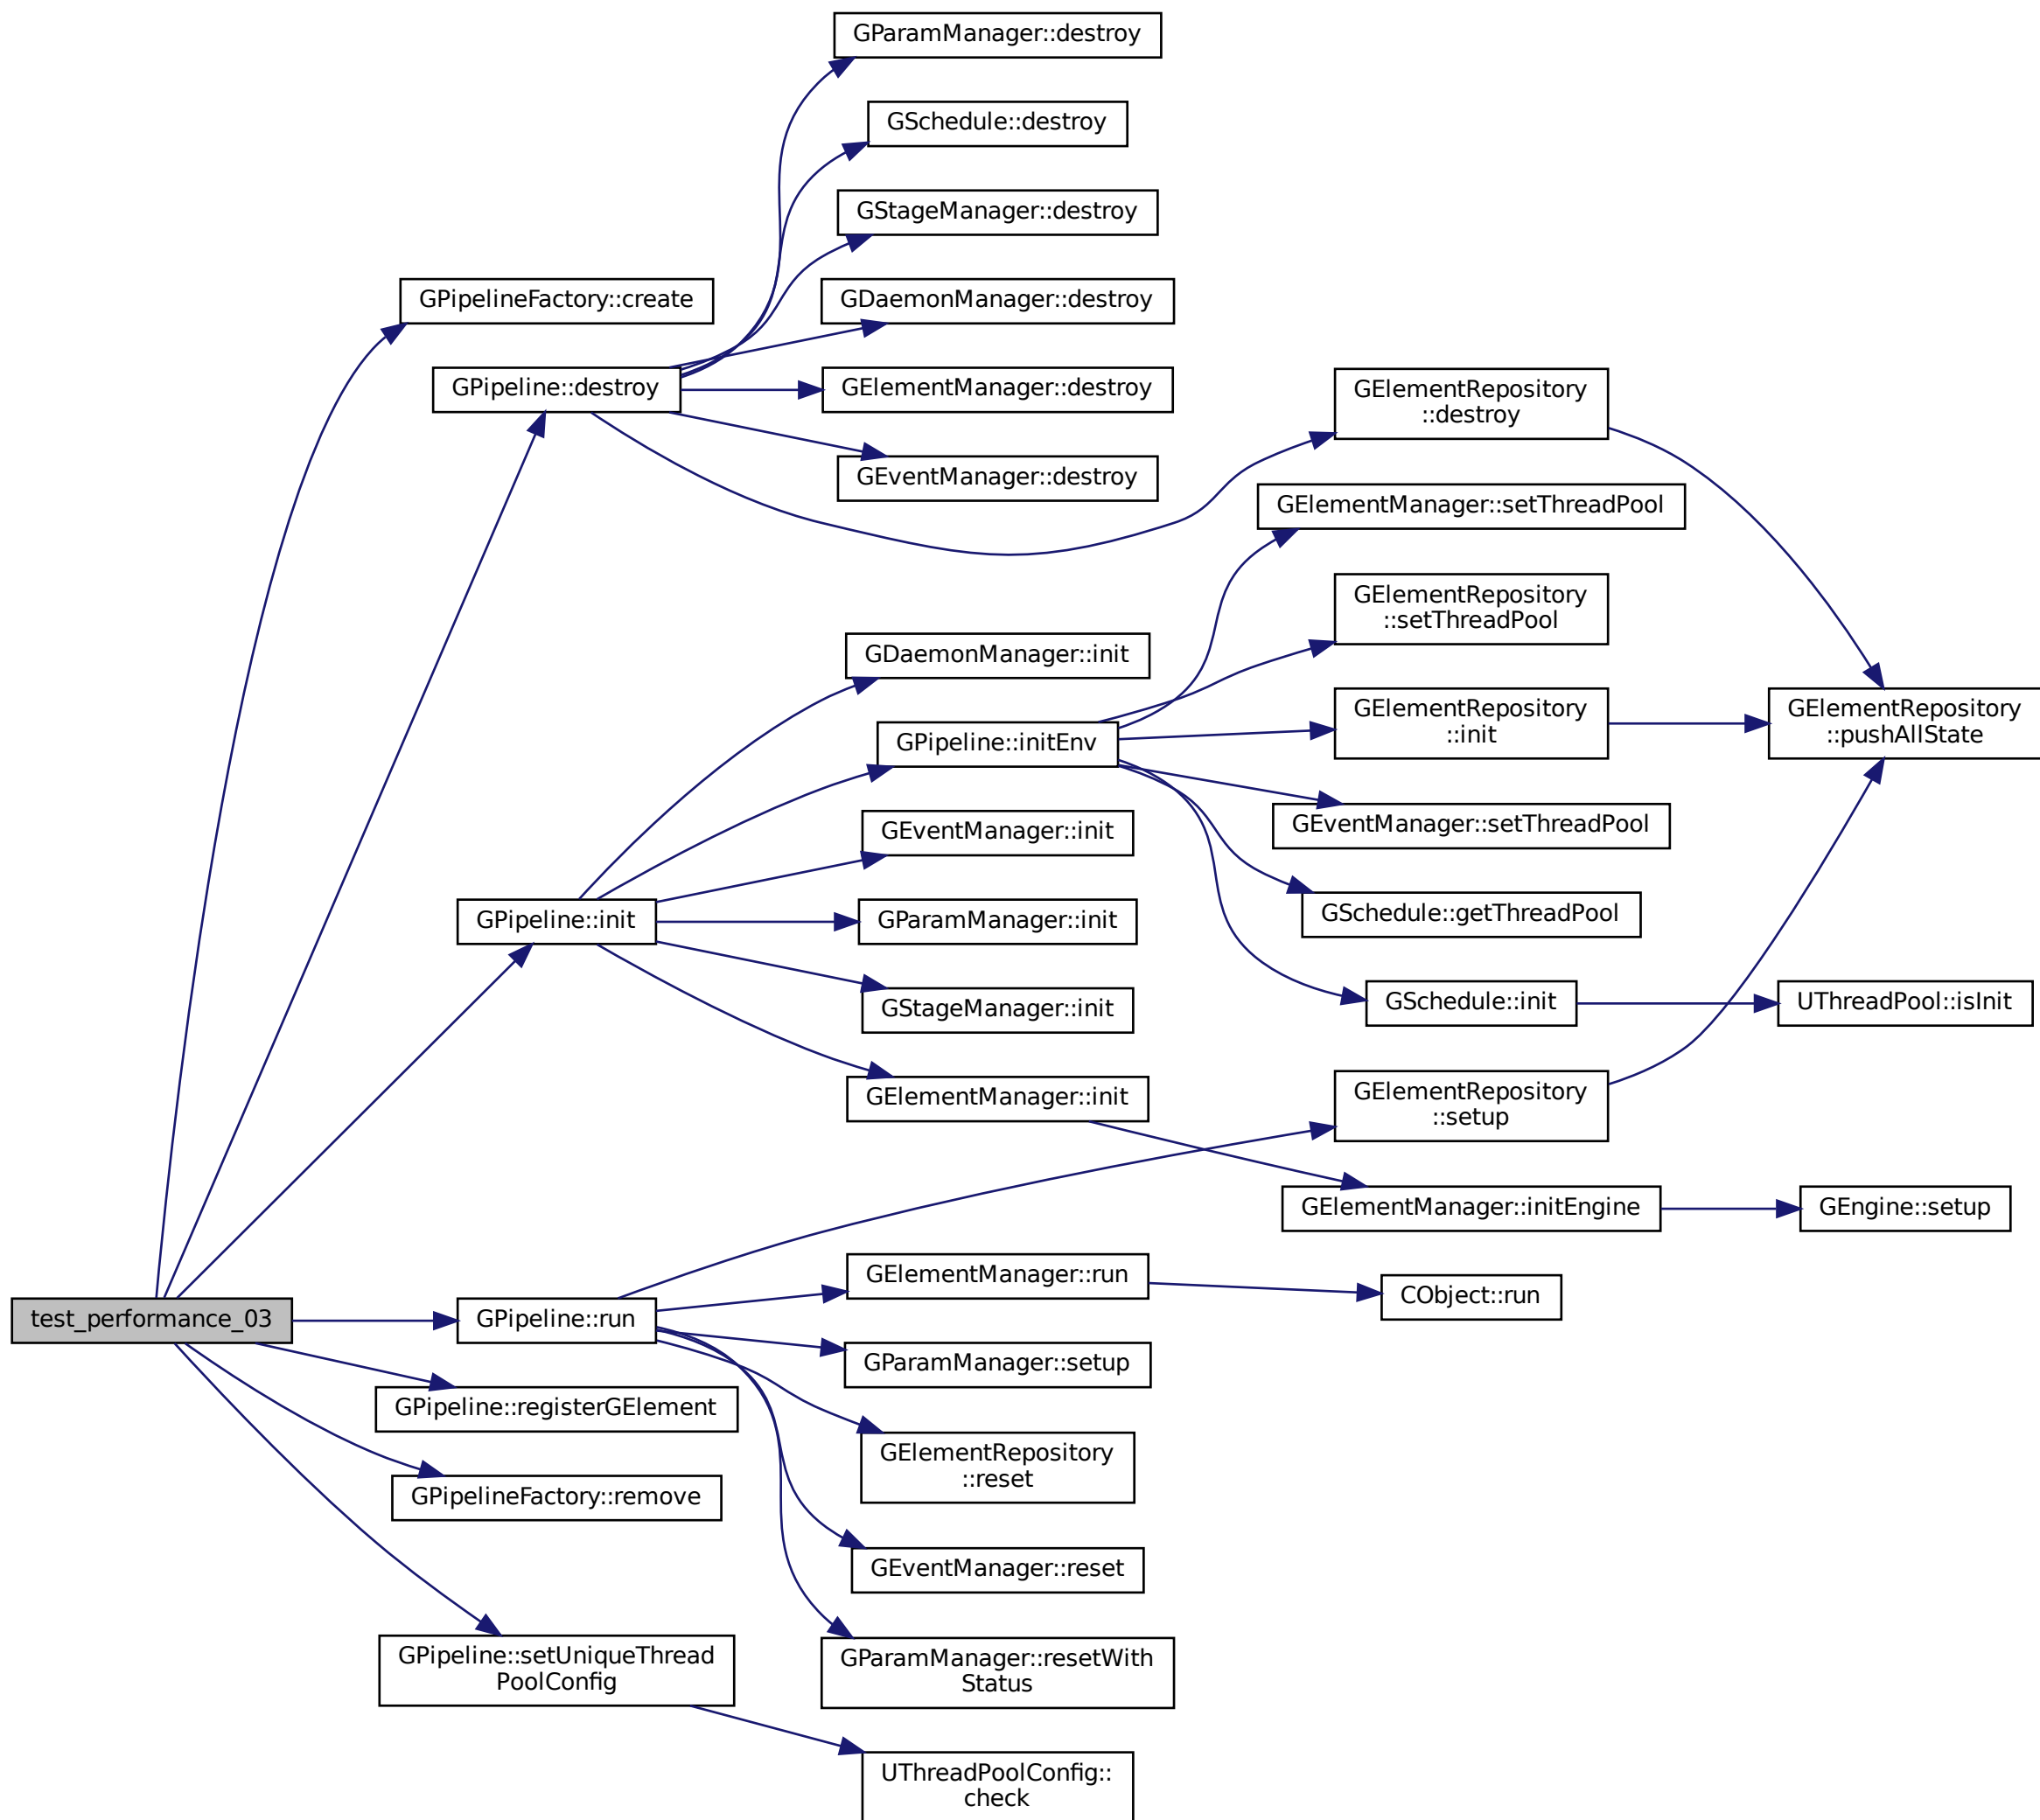 GParamManager::destroy
GSchedule::destroy
GStageManager::destroy
GPipelineFactory::create
GDaemonManager::destroy
GPipeline::destroy
GElementManager::destroy
GElementRepository
::destroy
GEventManager::destroy
GElementManager::setThreadPool
GElementRepository
::setThreadPool
GDaemonManager::init
GPipeline::initEnv
GElementRepository
::init
GElementRepository
::pushAllState
GEventManager::init
GEventManager::setThreadPool
GPipeline::init
GParamManager::init
GSchedule::getThreadPool
GStageManager::init
GSchedule::init
UThreadPool::isInit
GElementManager::init
GElementRepository
::setup
GElementManager::initEngine
GEngine::setup
GElementManager::run
CObject::run
test_performance_03
GPipeline::run
GParamManager::setup
GPipeline::registerGElement
GElementRepository
::reset
GPipelineFactory::remove
GEventManager::reset
GPipeline::setUniqueThread
PoolConfig
GParamManager::resetWith
Status
UThreadPoolConfig::
check